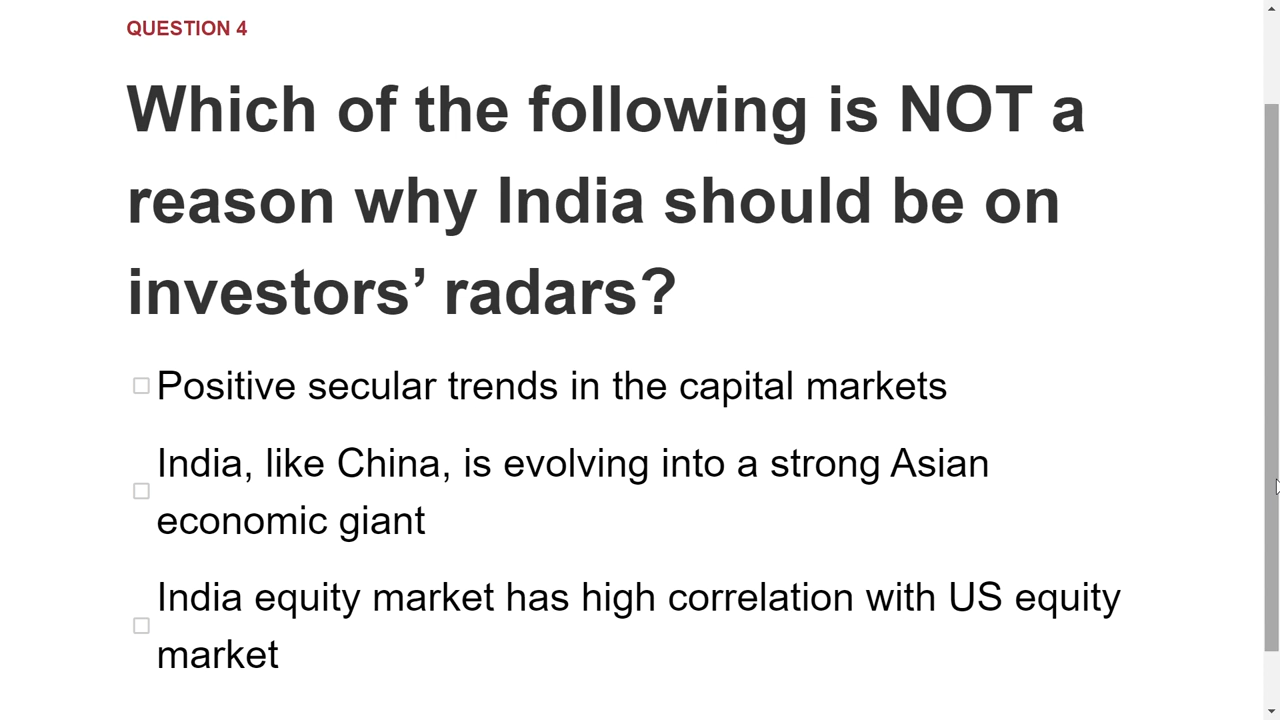 QUESTION 4
Which of the following is NOT a
reason why India should be on
investors’ radars?
Positive secular trends in the capital markets
India, like China, is evolving into a strong Asian
economic giant
India equity market has high correlation with US equity
market